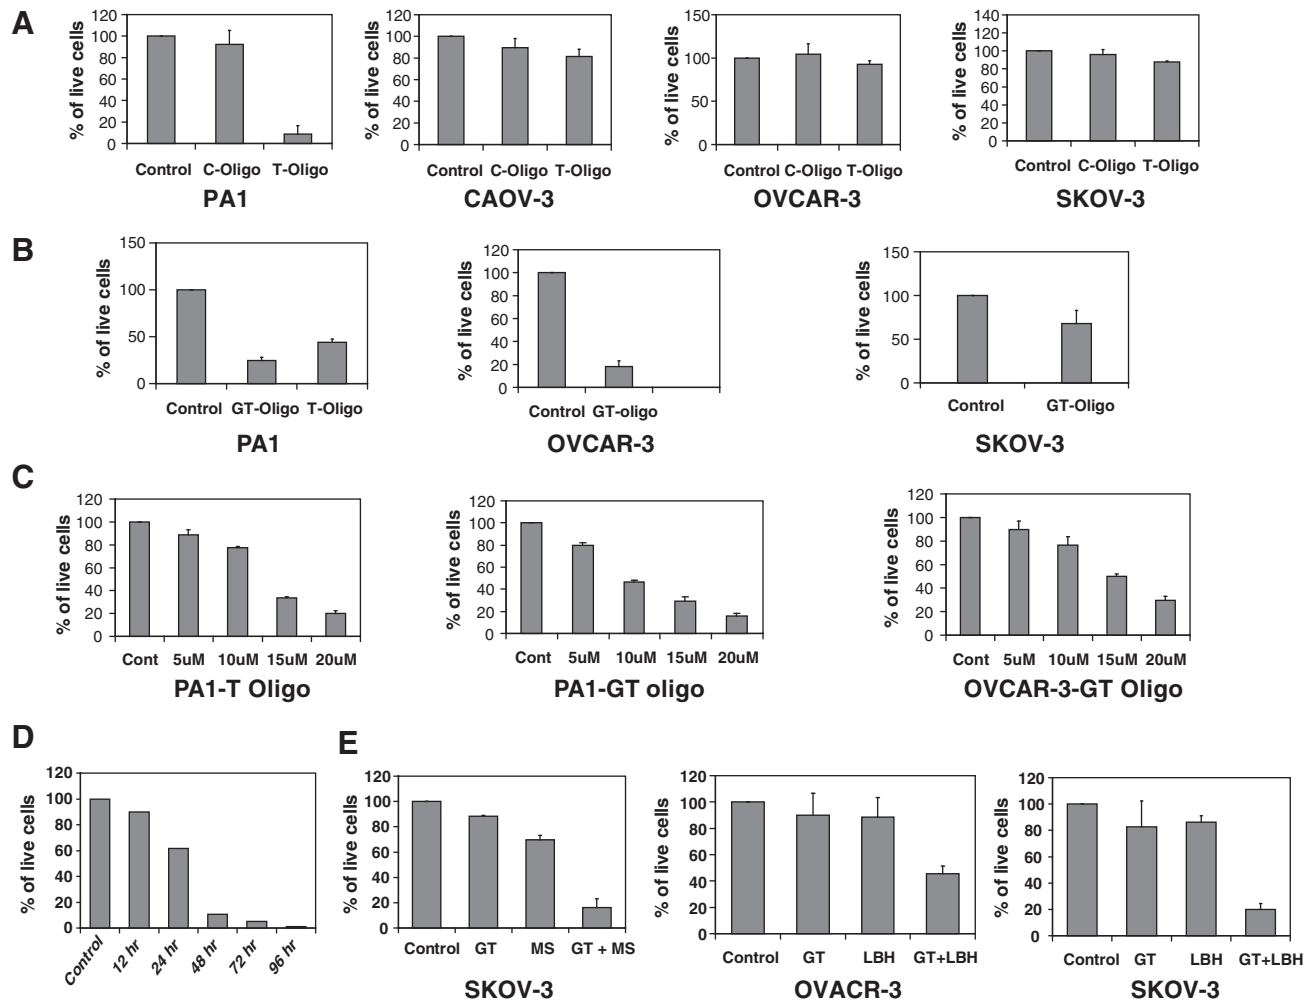 A
% of live cells
120
100
80
60
40
20
0
Control C-Oligo T-Oligo
PA1
% of live cells
120
100
80
60
40
20
0
Control C-Oligo T-Oligo
CAOV-3
% of live cells
150
100
50
0
Control C-Oligo T-Oligo
OVCAR-3
% of live cells
140
120
100
80
60
40
20
0
Control C-Oligo T-Oligo
SKOV-3
B
% of live cells
150
100
50
0
Control GT-Oligo T-Oligo
PA1
% of live cells
120
100
80
60
40
20
0
Control GT-oligo
OVCAR-3
% of live cells
150
100
50
0
Control GT-Oligo
SKOV-3
C
% of live cells
120
100
80
60
40
20
0
Cont 5uM 10uM 15uM 20uM
PA1-T Oligo
% of live cells
120
100
80
60
40
20
0
Cont 5uM 10uM 15uM 20uM
PA1-GT oligo
% of live cells
120
100
80
60
40
20
0
Cont 5uM 10uM 15uM 20uM
OVCAR-3-GT Oligo
D
% of live cells
120
100
80
60
40
20
0
Control 12 hr 24 hr 48 hr 72 hr 96 hr
E
% of live cells
120
100
80
60
40
20
0
Control GT MS GT + MS
SKOV-3
% of live cells
120
100
80
60
40
20
0
Control GT LBH GT+LBH
OVACR-3
% of live cells
120
100
80
60
40
20
0
Control GT LBH GT+LBH
SKOV-3